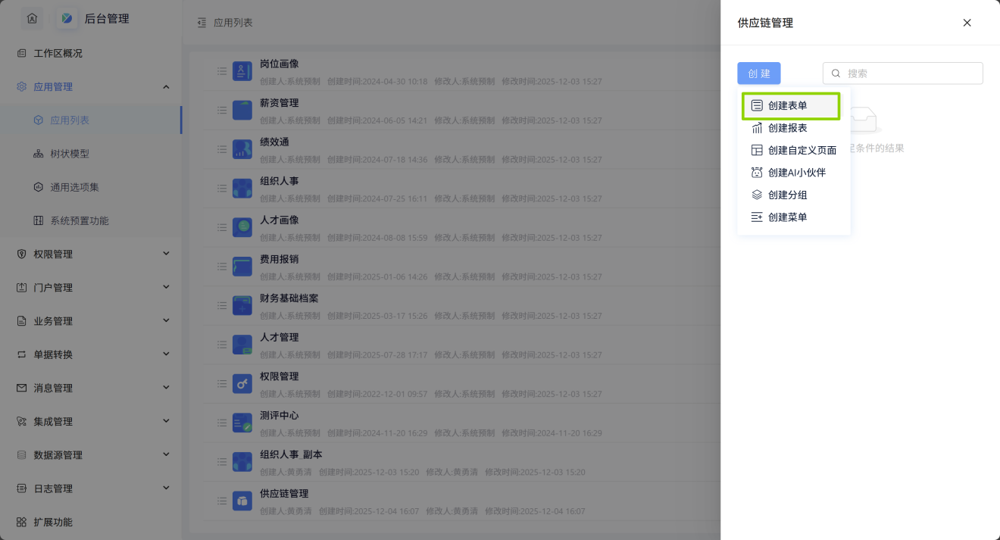 后台管理
工作区概况
应用管理
应用列表
树状模型
通用选项集
系统预置功能
权限管理
门户管理
业务管理
单据转换
消息管理
集成管理
数据源管理
日志管理
扩展功能
应用列表
岗位画像
创建人:系统预制 创建时间:2024-04-30 10:18 修改人:系统预制 修改时间:2025-12-03 15:27
薪资管理
创建人:系统预制 创建时间:2024-06-05 14:21 修改人:系统预制 修改时间:2025-12-03 15:27
绩效通
创建人:系统预制 创建时间:2024-07-18 14:36 修改人:系统预制 修改时间:2025-12-03 15:27
组织人事
创建人:系统预制 创建时间:2024-07-25 16:11 修改人:系统预制 修改时间:2025-12-03 15:27
人才画像
创建人:系统预制 创建时间:2024-08-08 15:59 修改人:系统预制 修改时间:2025-12-03 15:27
费用报销
创建人:系统预制 创建时间:2025-01-06 14:26 修改人:系统预制 修改时间:2025-12-03 15:27
财务基础档案
创建人:系统预制 创建时间:2025-03-17 15:26 修改人:系统预制 修改时间:2025-12-03 15:27
人才管理
创建人:系统预制 创建时间:2025-07-28 17:17 修改人:系统预制 修改时间:2025-12-03 15:27
权限管理
创建人:系统预制 创建时间:2022-12-01 09:57 修改人:系统预制 修改时间:2025-12-03 15:27
测评中心
创建人:系统预制 创建时间:2024-11-20 16:29 修改人:系统预制 修改时间:2024-11-20 16:29
组织人事_副本
创建人:黄勇清 创建时间:2025-12-03 15:20 修改人:黄勇清 修改时间:2025-12-03 15:20
供应链管理
创建人:黄勇清 创建时间:2025-12-04 16:07 修改人:黄勇清 修改时间:2025-12-04 16:07
供应链管理
创建
搜索
创建表单
创建报表
创建自定义页面
创建AI小伙伴
创建分组
创建菜单
条件的结果